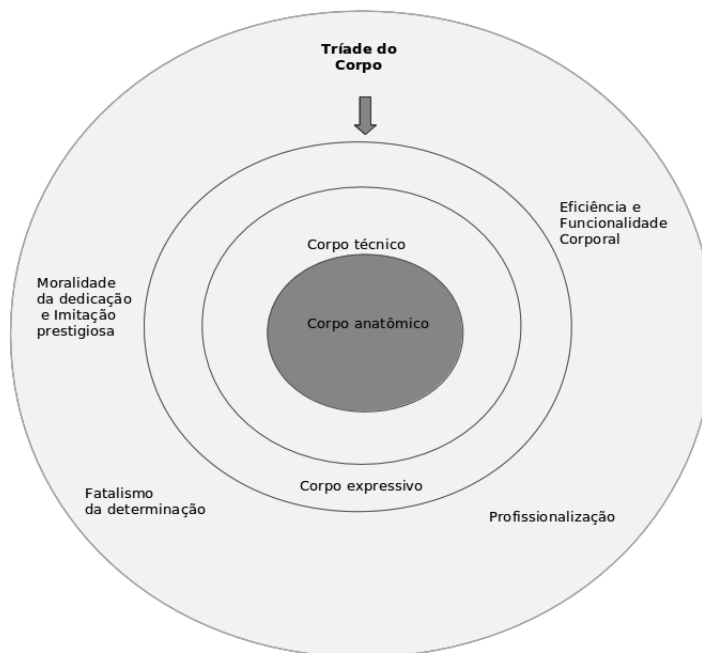 Tríade do
Corpo
Eficiência e
Funcionalidade
Corporal
Corpo técnico
Moralidade
da dedicação
e Imitação
prestigiosa
Corpo anatômico
Corpo expressivo
Fatalismo
da determinação
Profissionalização